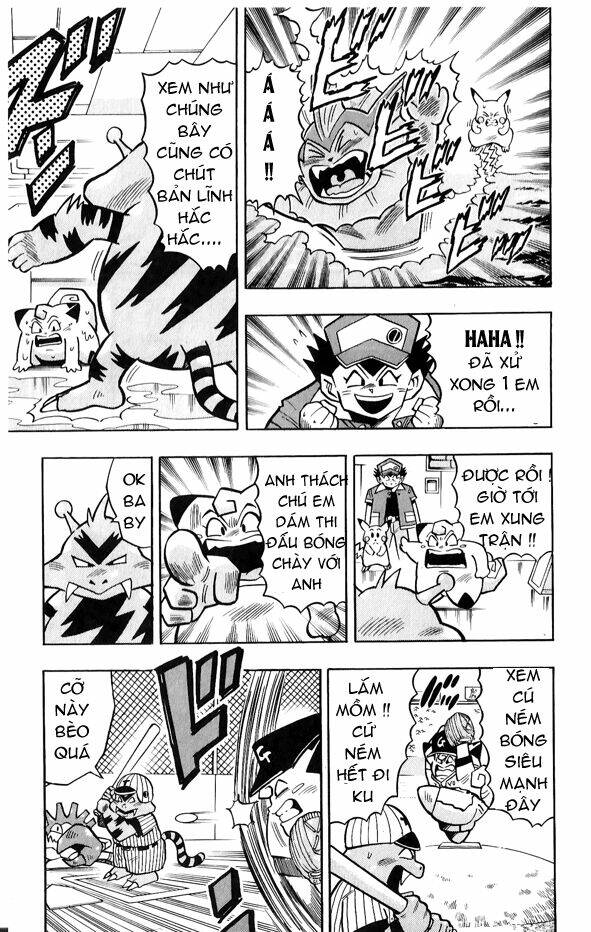 Á
Á
Á
!!
XEM NHƯ
CHÚNG
BÂY
CŨNG CÓ
CHÚT
BẢN LĨNH
HẮC
HẮC....
HAHA !!
ĐÃ XỬ
XONG 1 EM
RỒI...
ĐƯỢC RỒI !
GIỜ TỚI
EM XUNG
TRẬN !!
ANH THÁCH
CHÚ EM
DÁM THI
ĐẤU BÓNG
CHÀY VỚI
ANH
OK
BA
BY
XEM
CÚ
NÉM
BÓNG
SIÊU
MẠNH
ĐÂY
LẮM
MỒM !!
CỨ
NÉM
HẾT ĐI
KU
CỠ
NÀY
BÈO
QUÁ